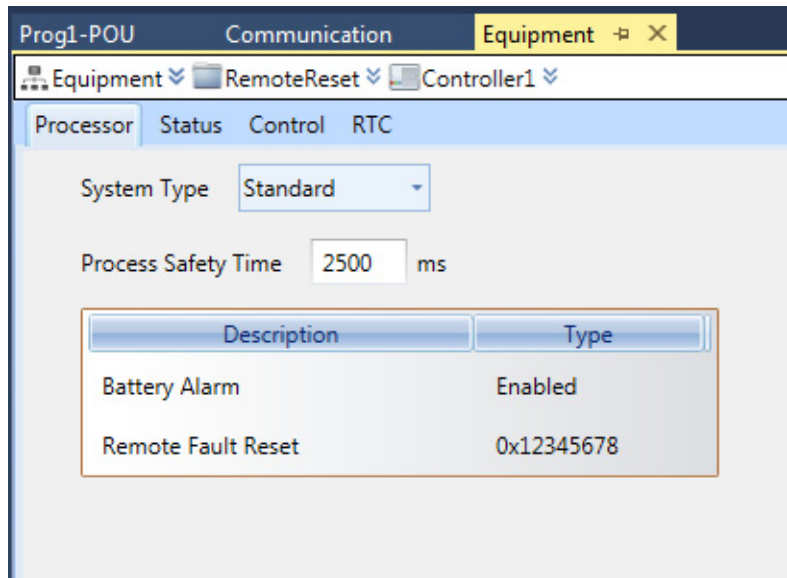 Prog1-POU Communication Equipment
Equipment RemoteReset Controller1
Processor Status Control RTC
System Type Standard
Process Safety Time 2500 ms
Description Type
Battery Alarm Enabled
Remote Fault Reset 0x12345678